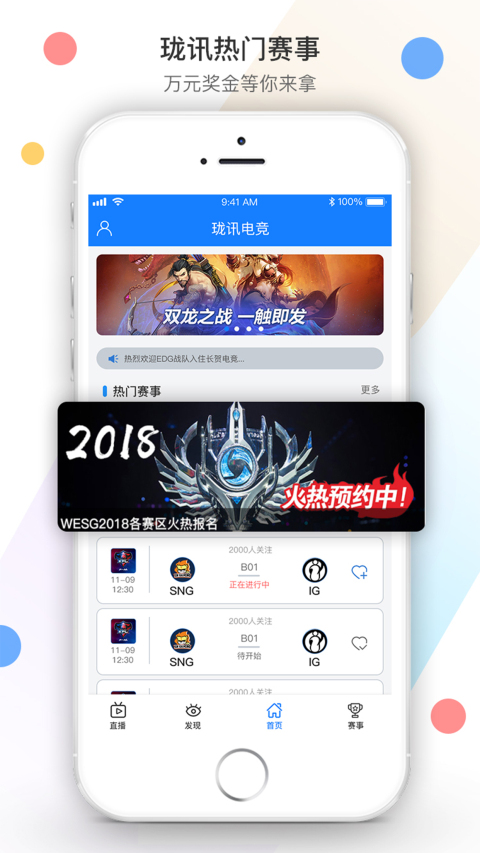 珑讯热门赛事
万元奖金等你来拿
9:41 AM
100%
珑讯电竞
双龙之战 一触即发
热烈欢迎EDG战队入住长贺电竞...
热门赛事
更多
2018
火热预约中!
WESG2018各赛区火热报名
2000人关注
11-09
12:30
SNG
B01
正在进行中
IG
2000人关注
11-09
12:30
SNG
B01
待开始
IG
2000人关注
直播
发现
首页
赛事